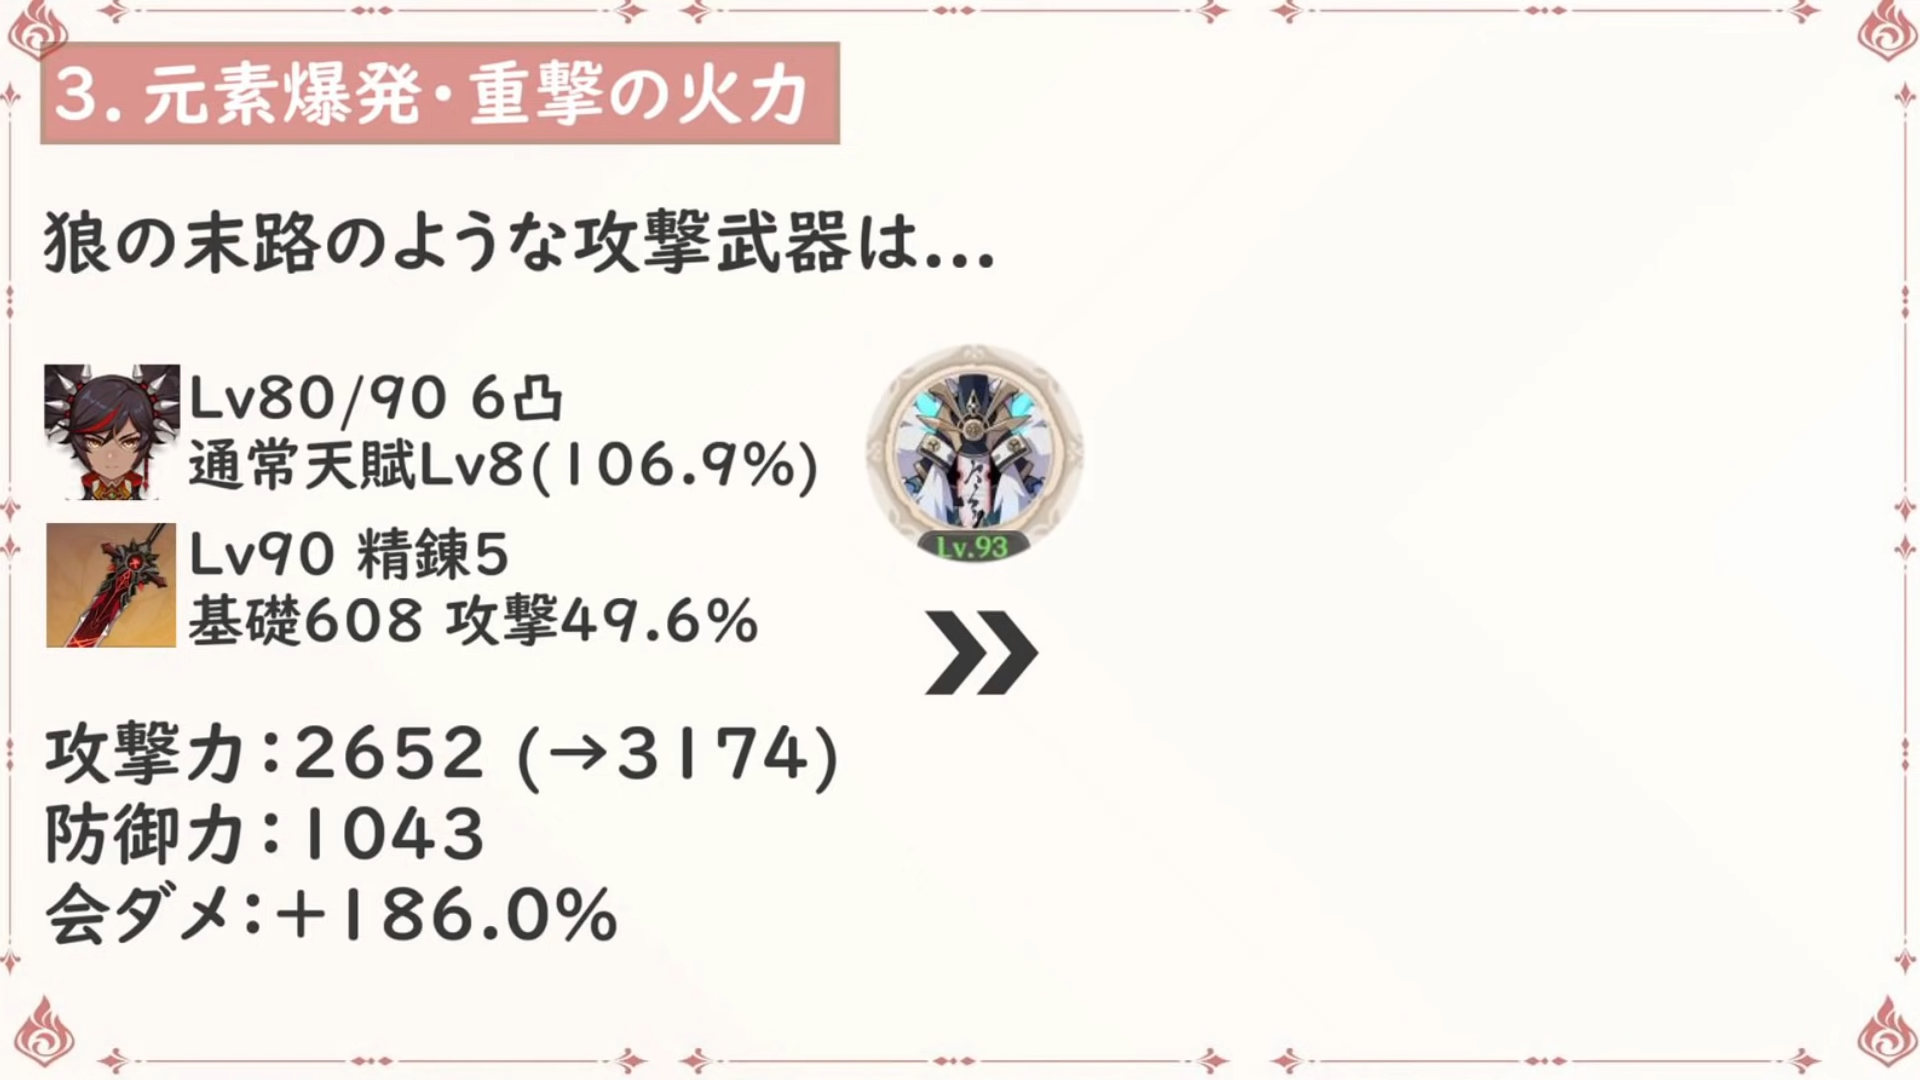 3. 元素爆発・重撃の火力
狼の末路のような攻撃武器は...
Lv80/90 6凸
通常天賦Lv8(106.9%)
Lv.93
Lv90 精錬5
基礎608 攻撃49.6%
攻撃力:2652 (→3174)
防御力:1043
会ダメ:+186.0%